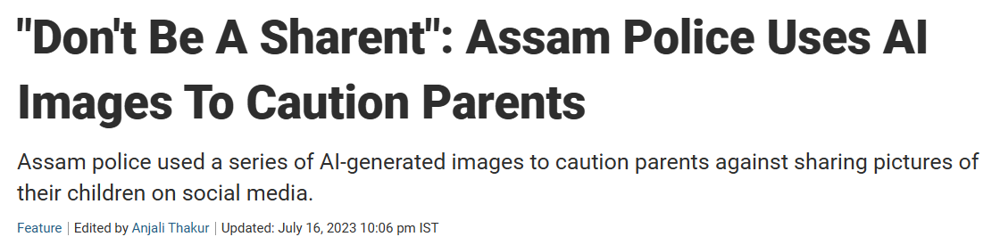 "Don't Be A Sharent": Assam Police Uses AI
Images To Caution Parents
Assam police used a series of AI-generated images to caution parents against sharing pictures of
their children on social media.
Feature | Edited by Anjali Thakur | Updated: July 16, 2023 10:06 pm IST